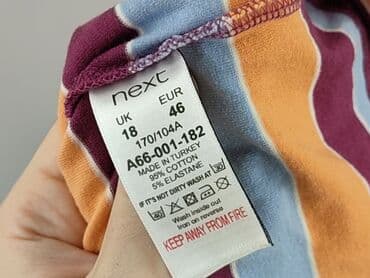 next
UK EUR
18 46
170/104A
A66-001-182
MADE IN TURKEY
95% COTTON
5% ELASTANE
IF IT'S NOT DIRTY WASH AT
Wash inside out
Iron on reverse
KEEP AWAY FROM FIRE